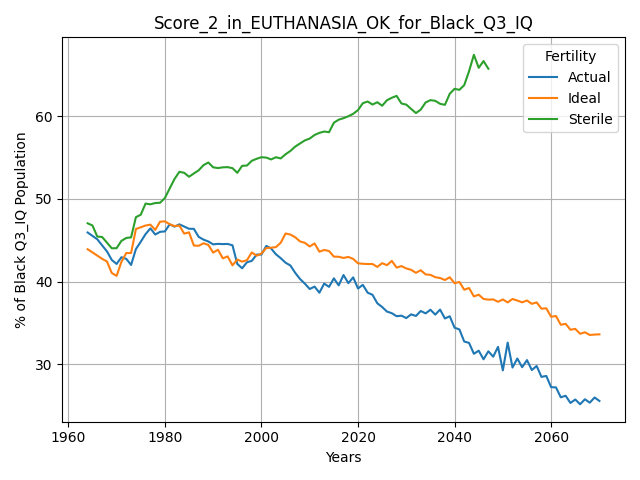 Score_2_in_EUTHANASIA_OK_for_Black_Q3_IQ
Fertility
Actual
Ideal
Sterile
% of Black Q3_IQ Population
60
50
40
30
1960
1980
2000
2020
2040
2060
Years